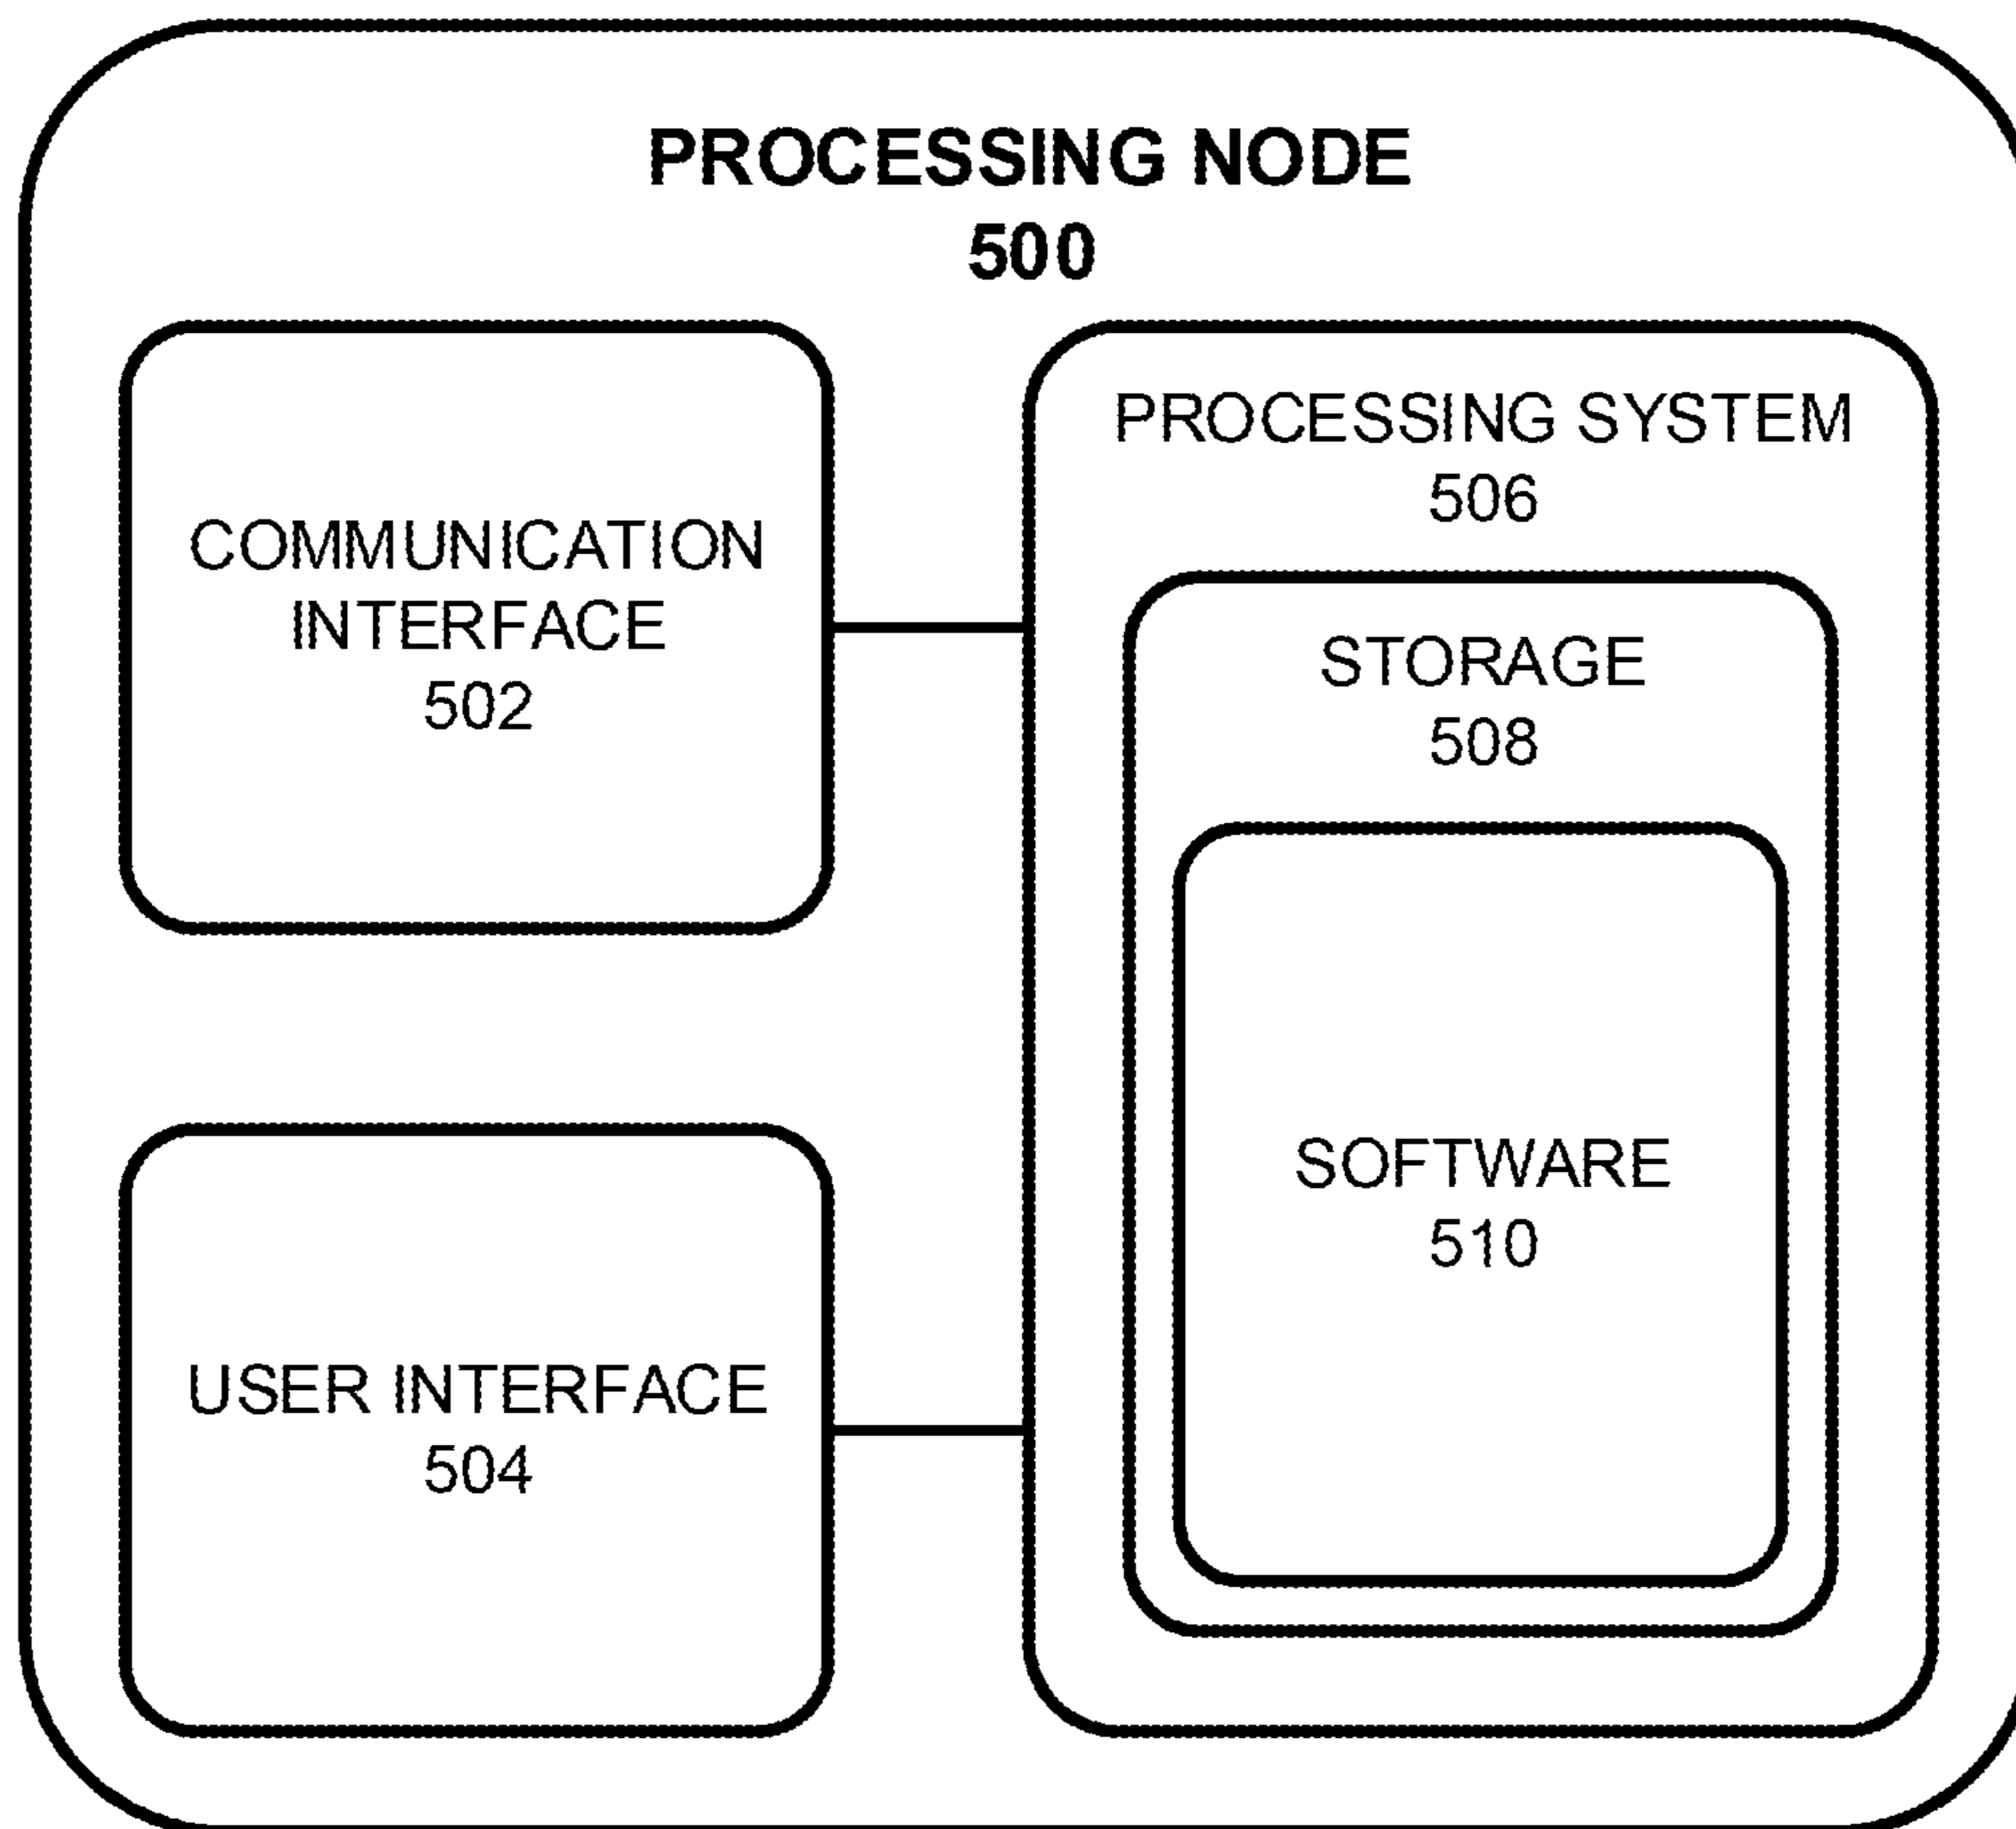 PROCESSING NODE
500
COMMUNICATION
INTERFACE
502
USER INTERFACE
504
PROCESSING SYSTEM
506
STORAGE
508
SOFTWARE
510